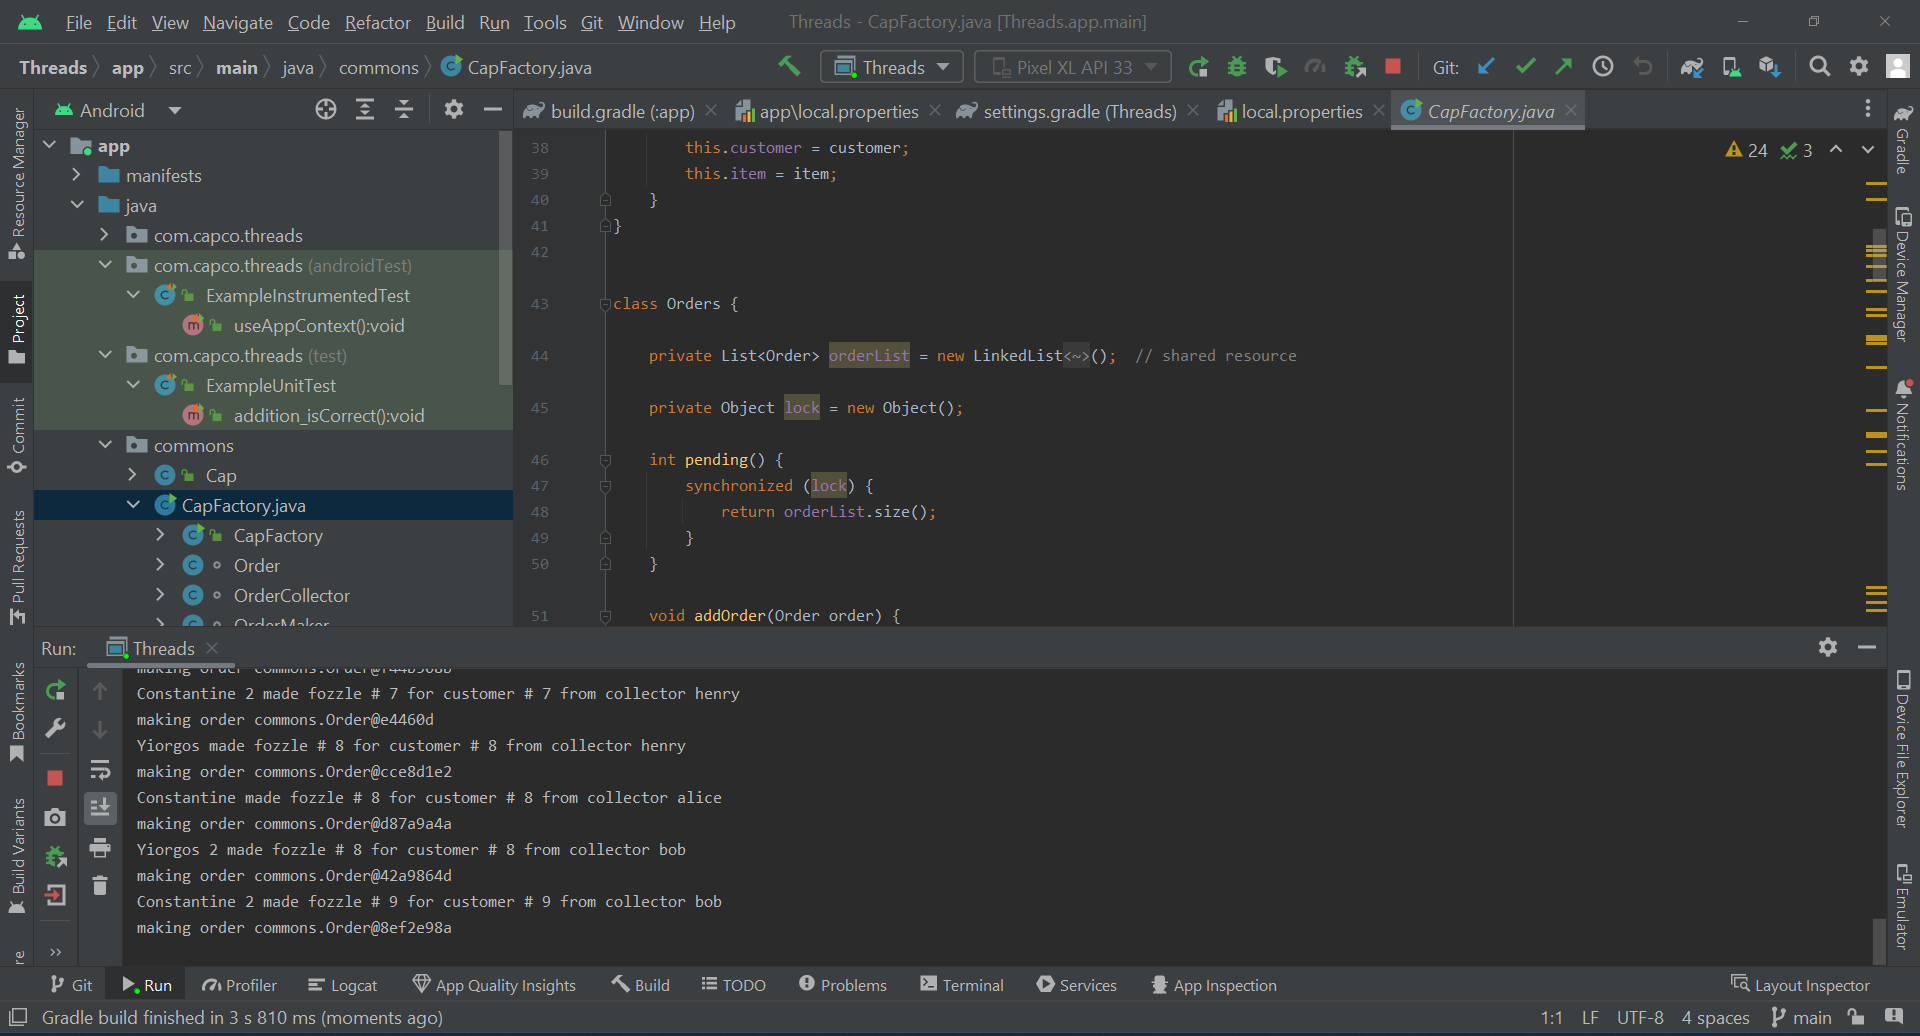 File Edit View Navigate Code Refactor Build Run Tools Git Window Help Threads - CapFactory.java [Threads.app.main]
Threads app src main java commons CapFactory.java Threads Pixel XL API 33 Git:
Android
build.gradle (:app) app\local.properties settings.gradle (Threads) local.properties CapFactory.java
Resource Manager
Project
Commit
Pull Requests
Bookmarks
Build Variants
re
app
manifests
java
com.capco.threads
com.capco.threads (androidTest)
ExampleInstrumentedTest
useAppContext():void
com.capco.threads (test)
ExampleUnitTest
addition_isCorrect():void
commons
Cap
CapFactory.java
CapFactory
Order
OrderCollector
OrderMaker
24 3
38 this.customer = customer;
39 this.item = item;
40 }
41 }
42
43 class Orders {
44 private List<Order> orderList = new LinkedList<~>(); // shared resource
45 private Object lock = new Object();
46 int pending() {
47 synchronized (lock) {
48 return orderList.size();
49 }
50 }
51 void addOrder(Order order) {
Gradle
Device Manager
Notifications
Device File Explorer
Emulator
Run: Threads
Constantine 2 made fozzle # 7 for customer # 7 from collector henry
making order commons.Order@e4460d
Yiorgos made fozzle # 8 for customer # 8 from collector henry
making order commons.Order@cce8d1e2
Constantine made fozzle # 8 for customer # 8 from collector alice
making order commons.Order@d87a9a4a
Yiorgos 2 made fozzle # 8 for customer # 8 from collector bob
making order commons.Order@42a9864d
Constantine 2 made fozzle # 9 for customer # 9 from collector bob
making order commons.Order@8ef2e98a
Git Run Profiler Logcat App Quality Insights Build TODO Problems Terminal Services App Inspection Layout Inspector
Gradle build finished in 3 s 810 ms (moments ago) 1:1 LF UTF-8 4 spaces main